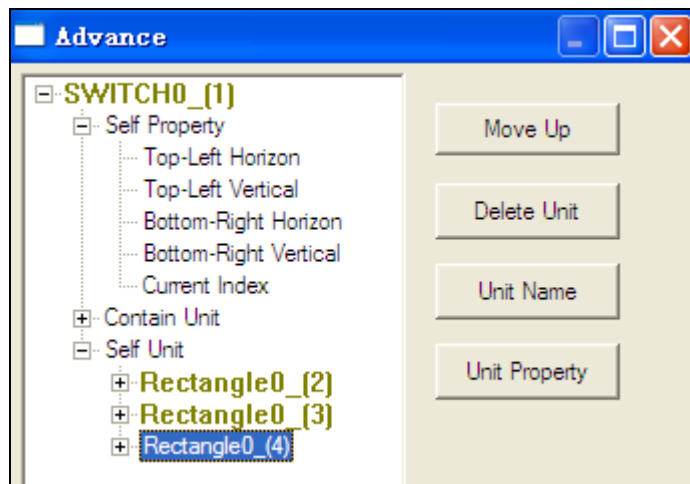 Advance
SWITCH0_(1)
Self Property
Top-Left Horizon
Top-Left Vertical
Bottom-Right Horizon
Bottom-Right Vertical
Current Index
Contain Unit
Self Unit
Rectangle0_(2)
Rectangle0_(3)
Rectangle0_(4)
Move Up
Delete Unit
Unit Name
Unit Property